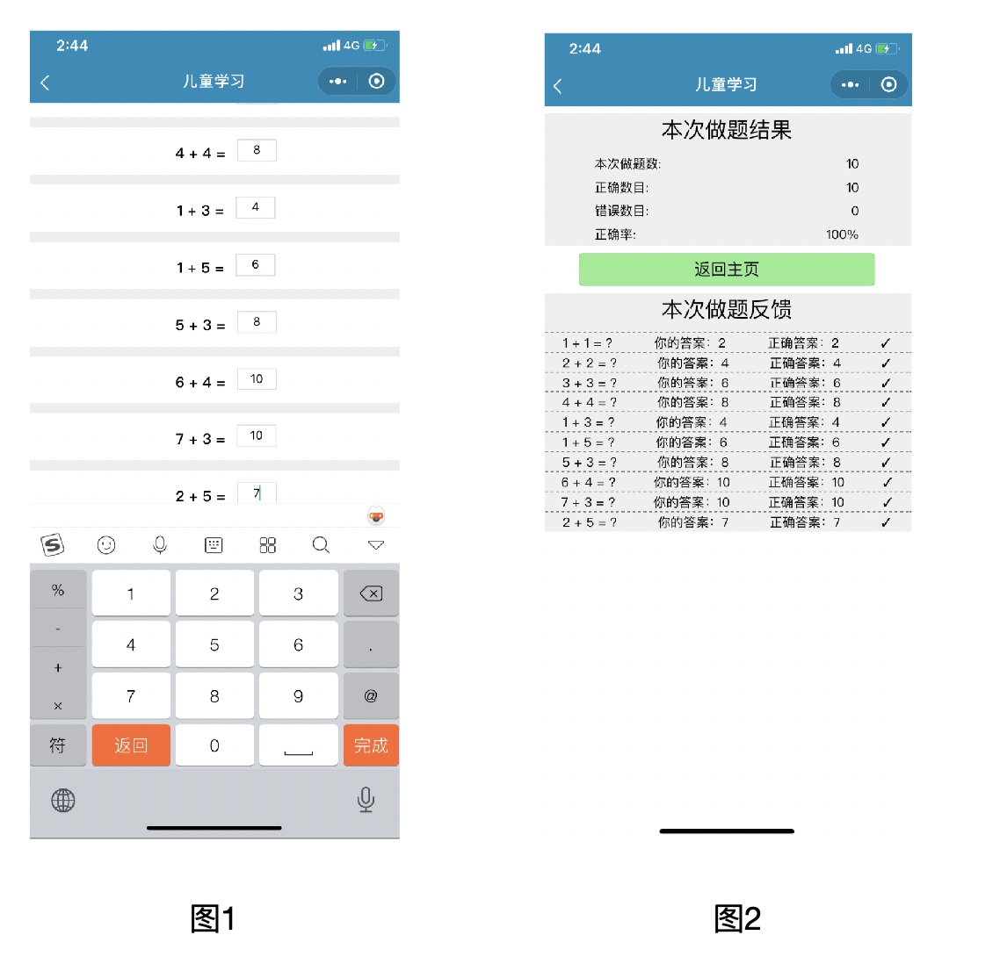 2:44
4G
儿童学习
4 + 4 = 8
1 + 3 = 4
1 + 5 = 6
5 + 3 = 8
6 + 4 = 10
7 + 3 = 10
2 + 5 = 7
S
% 1 2 3
- 4 5 6 .
+ 7 8 9 @
×
符 返回 0 完成
图1
2:44
4G
儿童学习
本次做题结果
本次做题数: 10
正确数目: 10
错误数目: 0
正确率: 100%
返回主页
本次做题反馈
1 + 1 = ? 你的答案：2 正确答案：2 ✓
2 + 2 = ? 你的答案：4 正确答案：4 ✓
3 + 3 = ? 你的答案：6 正确答案：6 ✓
4 + 4 = ? 你的答案：8 正确答案：8 ✓
1 + 3 = ? 你的答案：4 正确答案：4 ✓
1 + 5 = ? 你的答案：6 正确答案：6 ✓
5 + 3 = ? 你的答案：8 正确答案：8 ✓
6 + 4 = ? 你的答案：10 正确答案：10 ✓
7 + 3 = ? 你的答案：10 正确答案：10 ✓
2 + 5 = ? 你的答案：7 正确答案：7 ✓
图2